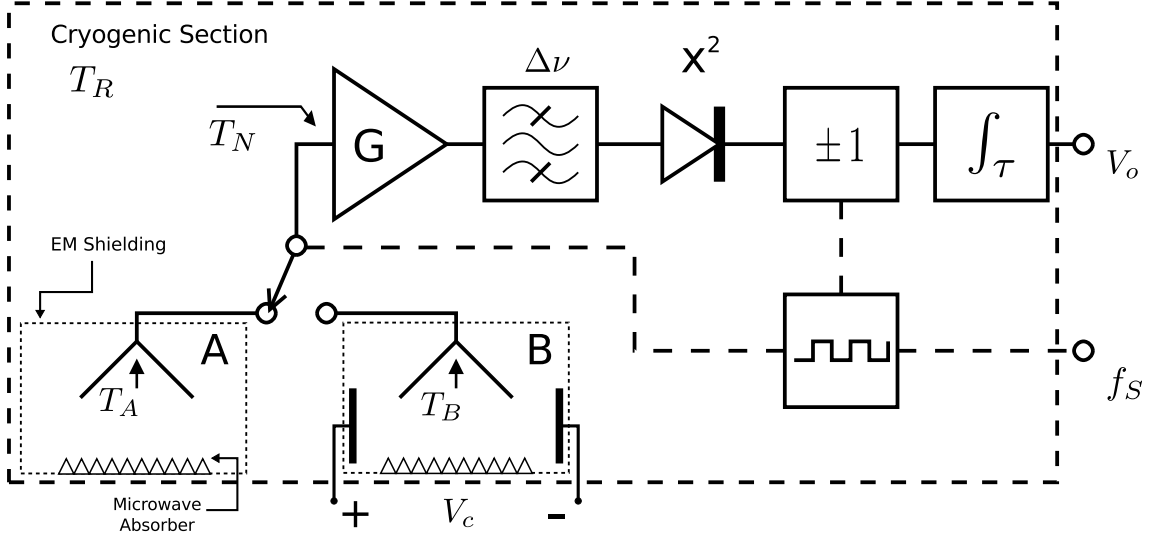 Cryogenic Section
T_R
T_N
G
Δν
x²
±1
∫_τ
V_o
EM Shielding
A
T_A
B
T_B
f_S
Microwave
Absorber
+
V_c
-